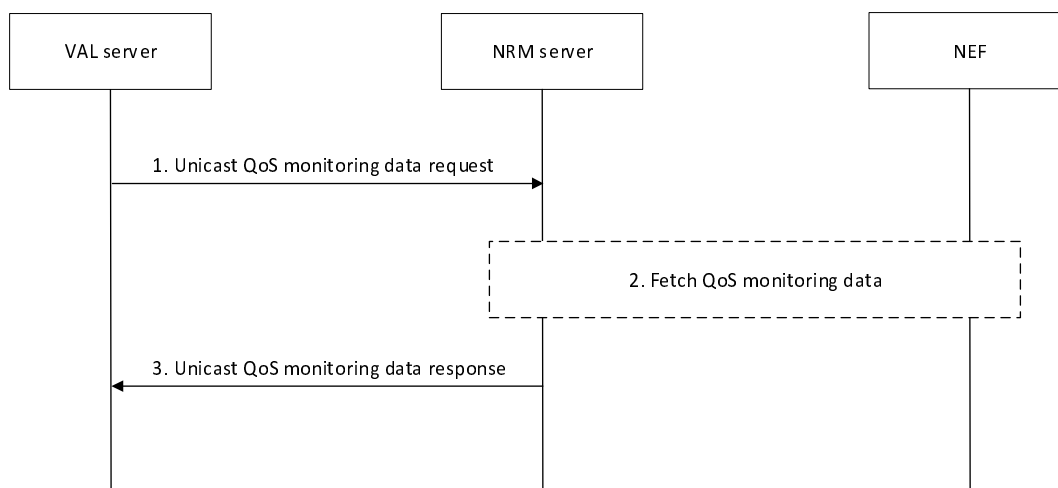 VAL server
NRM server
NEF
1. Unicast QoS monitoring data request
2. Fetch QoS monitoring data
3. Unicast QoS monitoring data response